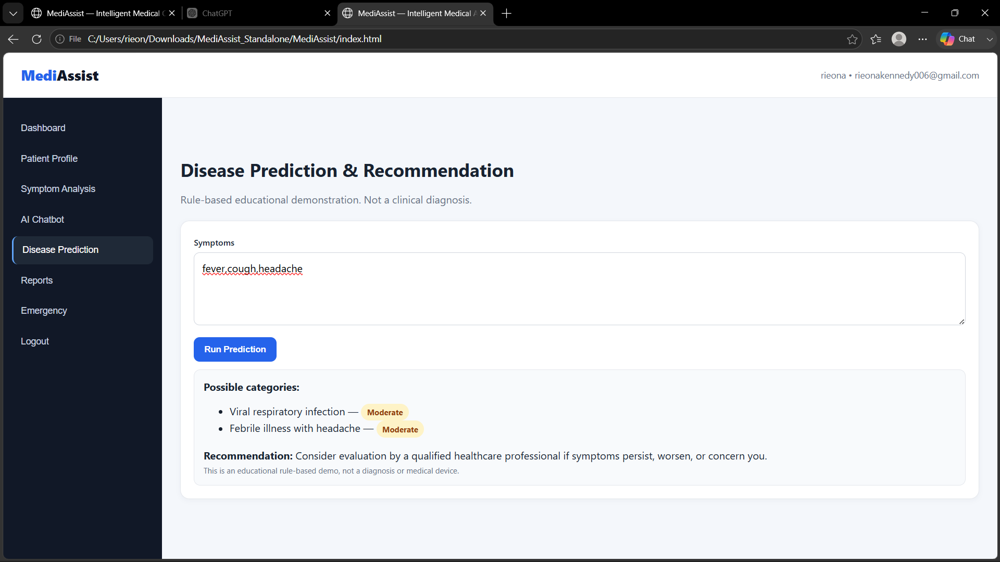 MediAssist — Intelligent Medical
ChatGPT
MediAssist — Intelligent Medical
File C:/Users/rieon/Downloads/MediAssist_Standalone/MediAssist/index.html
Chat
MediAssist
rieona • rieonakennedy006@gmail.com
Dashboard
Patient Profile
Symptom Analysis
AI Chatbot
Disease Prediction
Reports
Emergency
Logout
Disease Prediction & Recommendation
Rule-based educational demonstration. Not a clinical diagnosis.
Symptoms
fever,cough,headache
Run Prediction
Possible categories:
• Viral respiratory infection — Moderate
• Febrile illness with headache — Moderate
Recommendation: Consider evaluation by a qualified healthcare professional if symptoms persist, worsen, or concern you.
This is an educational rule-based demo, not a diagnosis or medical device.